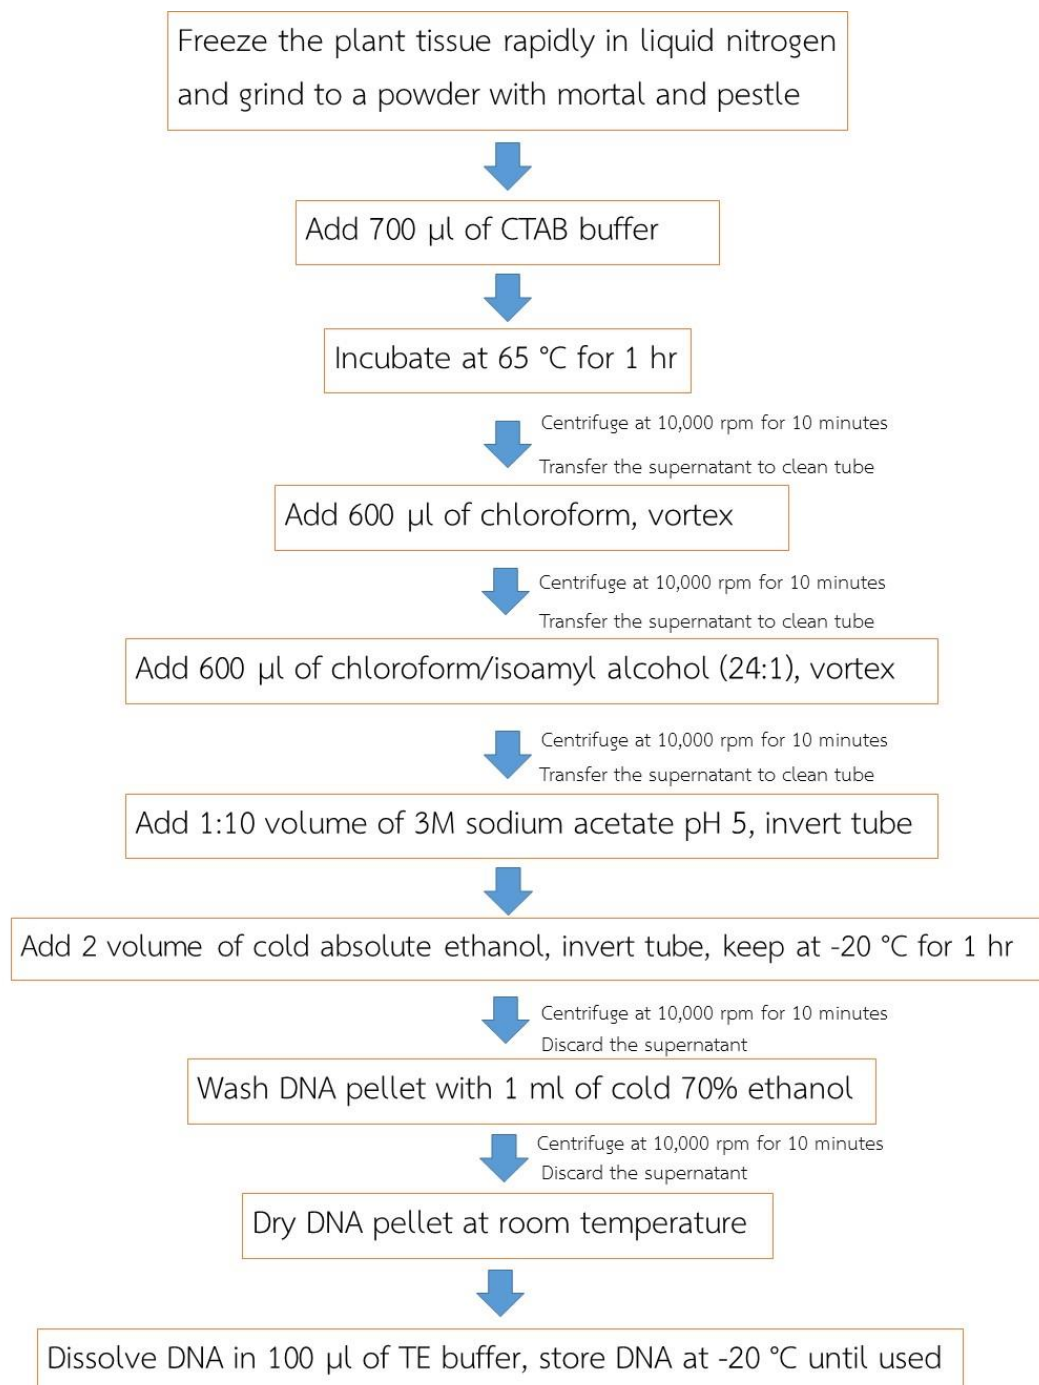 Freeze the plant tissue rapidly in liquid nitrogen
and grind to a powder with mortal and pestle
Add 700 µl of CTAB buffer
Incubate at 65 °C for 1 hr
Centrifuge at 10,000 rpm for 10 minutes
Transfer the supernatant to clean tube
Add 600 µl of chloroform, vortex
Centrifuge at 10,000 rpm for 10 minutes
Transfer the supernatant to clean tube
Add 600 µl of chloroform/isoamyl alcohol (24:1), vortex
Centrifuge at 10,000 rpm for 10 minutes
Transfer the supernatant to clean tube
Add 1:10 volume of 3M sodium acetate pH 5, invert tube
Add 2 volume of cold absolute ethanol, invert tube, keep at -20 °C for 1 hr
Centrifuge at 10,000 rpm for 10 minutes
Discard the supernatant
Wash DNA pellet with 1 ml of cold 70% ethanol
Centrifuge at 10,000 rpm for 10 minutes
Discard the supernatant
Dry DNA pellet at room temperature
Dissolve DNA in 100 µl of TE buffer, store DNA at -20 °C until used